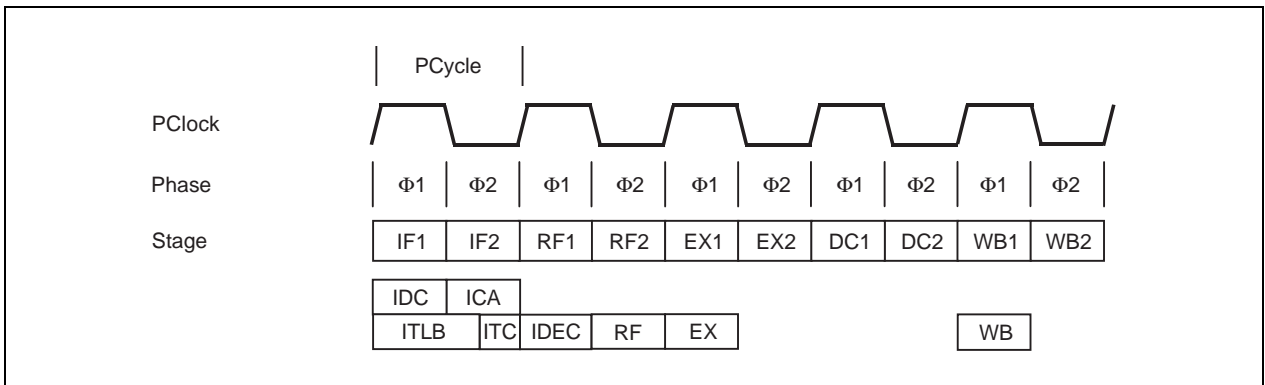 PCycle
PClock
Phase Φ1 Φ2 Φ1 Φ2 Φ1 Φ2 Φ1 Φ2 Φ1 Φ2
Stage IF1 IF2 RF1 RF2 EX1 EX2 DC1 DC2 WB1 WB2
IDC ICA
ITLB ITC IDEC RF EX WB